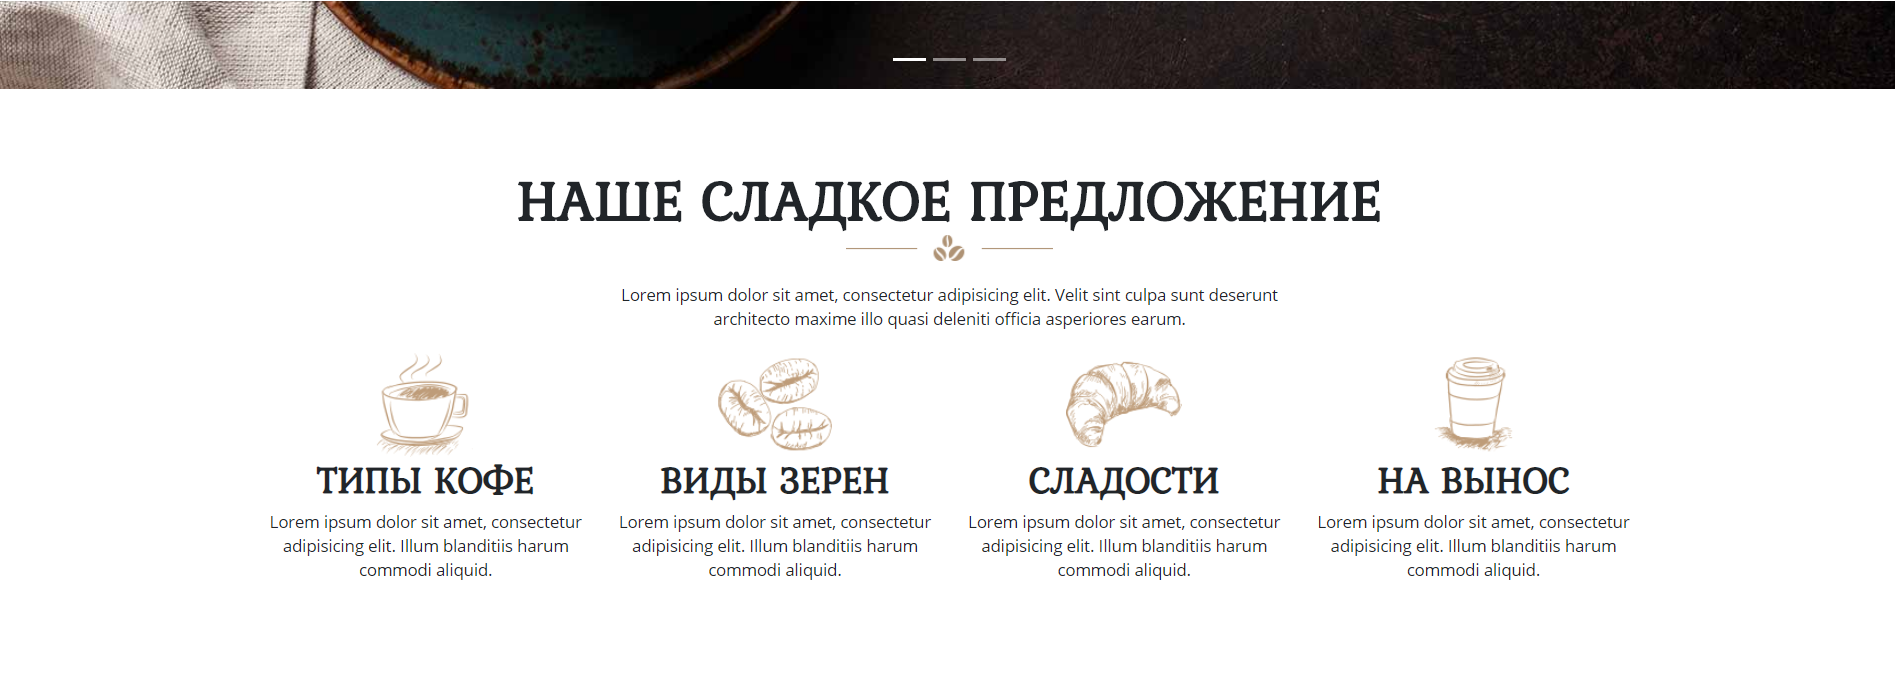 НАШЕ СЛАДКОЕ ПРЕДЛОЖЕНИЕ
Lorem ipsum dolor sit amet, consectetur adipisicing elit. Velit sint culpa sunt deserunt
architecto maxime illo quasi deleniti officia asperiores earum.
ТИПЫ КОФЕ
Lorem ipsum dolor sit amet, consectetur
adipisicing elit. Illum blanditiis harum
commodi aliquid.
ВИДЫ ЗЕРЕН
Lorem ipsum dolor sit amet, consectetur
adipisicing elit. Illum blanditiis harum
commodi aliquid.
СЛАДОСТИ
Lorem ipsum dolor sit amet, consectetur
adipisicing elit. Illum blanditiis harum
commodi aliquid.
НА ВЫНОС
Lorem ipsum dolor sit amet, consectetur
adipisicing elit. Illum blanditiis harum
commodi aliquid.